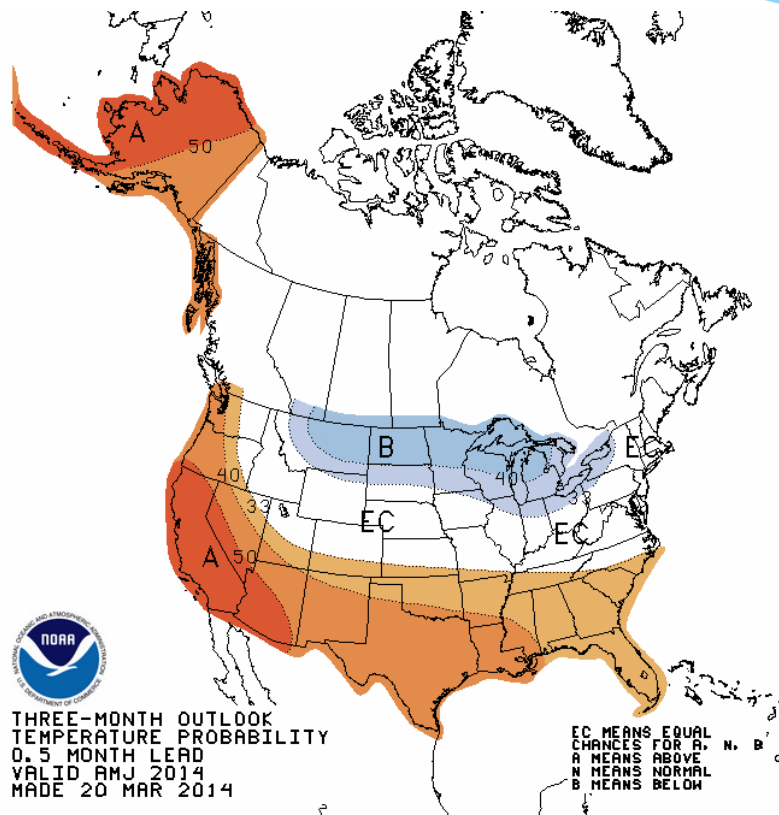 A
50
EC
B
40
40
33
33
EC
EC
A
50
NATIONAL OCEANIC AND ATMOSPHERIC ADMINISTRATION
NOAA
U.S. DEPARTMENT OF COMMERCE
THREE-MONTH OUTLOOK
TEMPERATURE PROBABILITY
0.5 MONTH LEAD
VALID AMJ 2014
MADE 20 MAR 2014
EC MEANS EQUAL
CHANCES FOR A, N, B
A MEANS ABOVE
N MEANS NORMAL
B MEANS BELOW